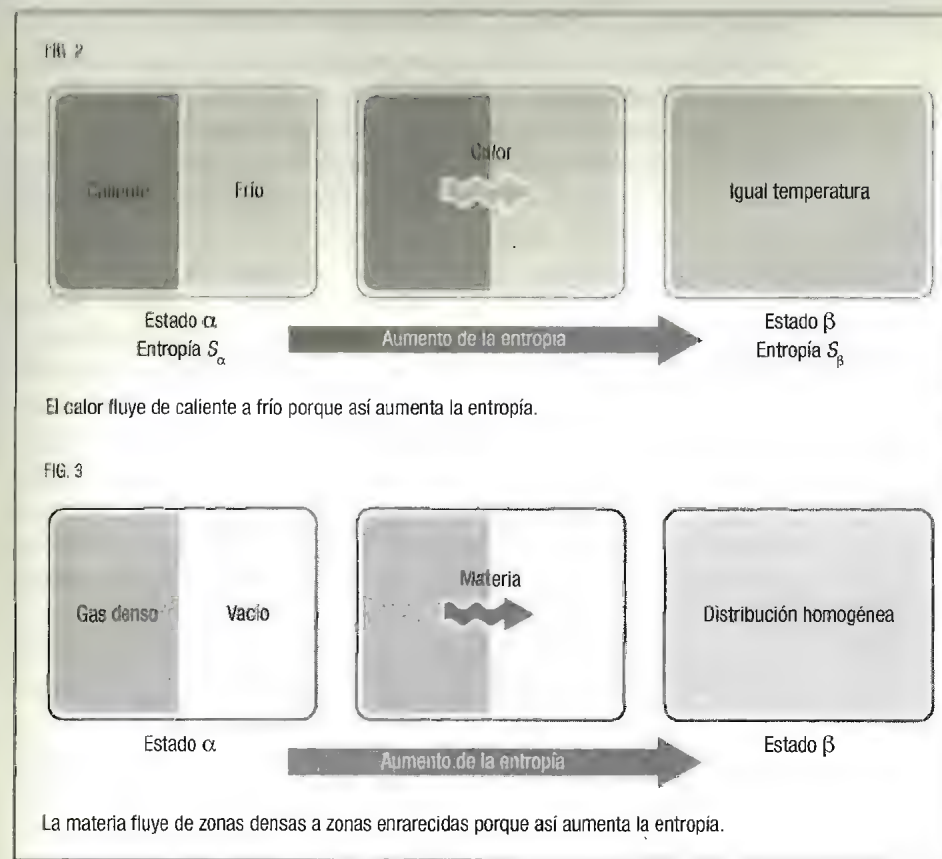 FIG. 2
Caliente Frío
Calor
Igual temperatura
Estado α
Entropía Sα
Aumento de la entropía
Estado β
Entropía Sβ
El calor fluye de caliente a frío porque así aumenta la entropía.
FIG. 3
Gas denso Vacío
Materia
Distribución homogénea
Estado α
Aumento de la entropía
Estado β
La materia fluye de zonas densas a zonas enrarecidas porque así aumenta la entropía.